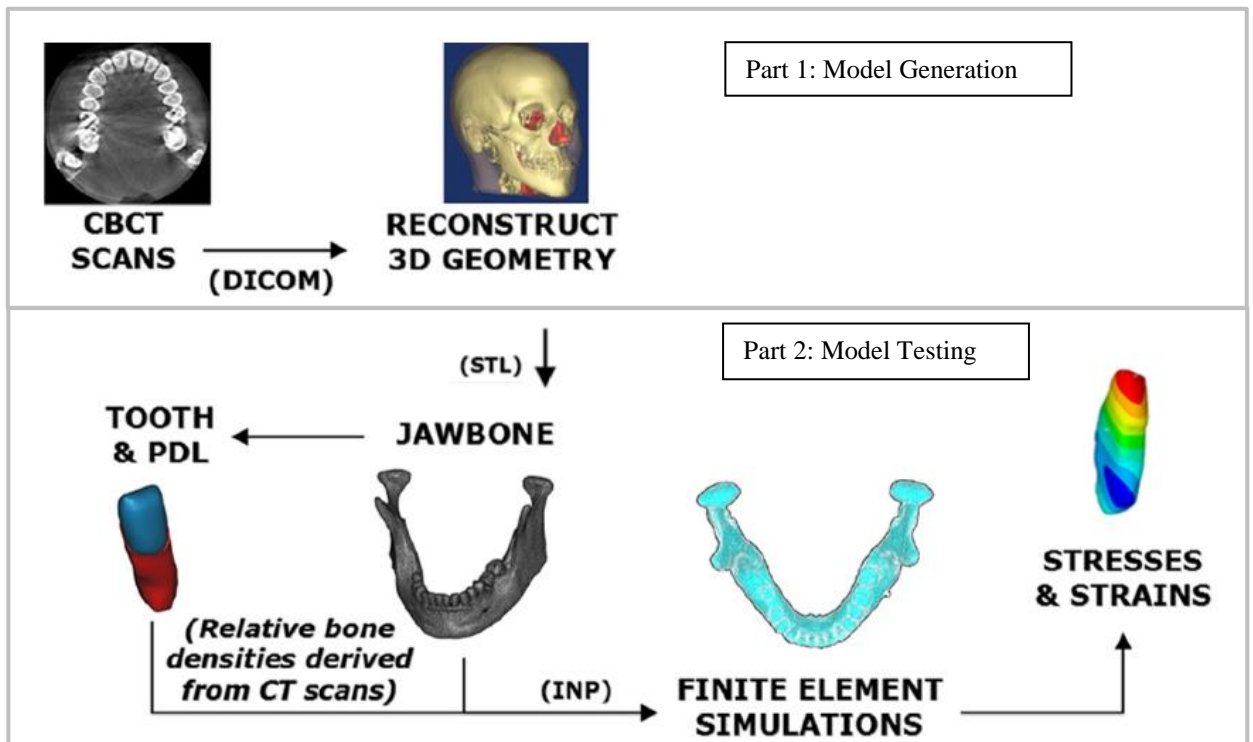 Part 1: Model Generation
CBCT
SCANS
(DICOM)
RECONSTRUCT
3D GEOMETRY
Part 2: Model Testing
(STL)
TOOTH
& PDL
JAWBONE
(Relative bone
densities derived
from CT scans)
(INP)
FINITE ELEMENT
SIMULATIONS
STRESSES
& STRAINS